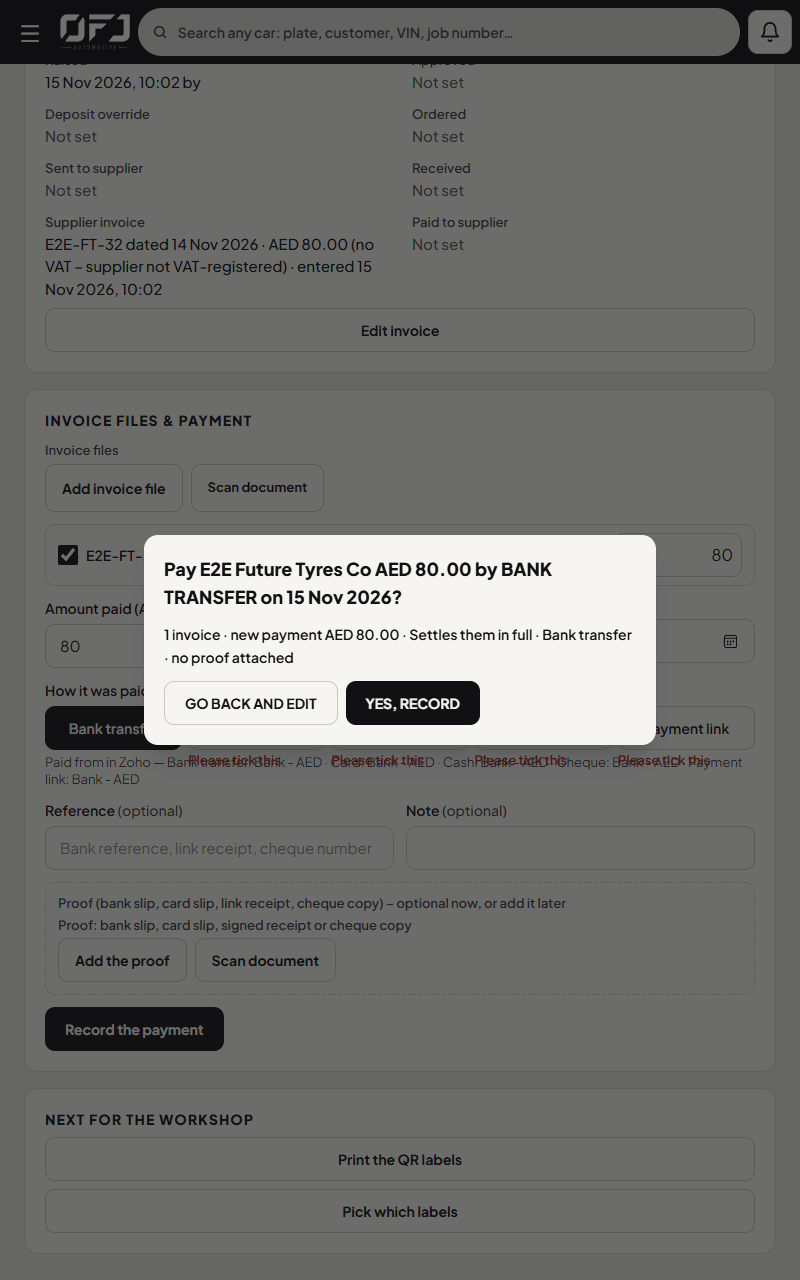 OFJ
AUTOMOTIVE
Search any car: plate, customer, VIN, job number...
15 Nov 2026, 10:02 by
Not set
Deposit override
Ordered
Not set
Not set
Sent to supplier
Received
Not set
Not set
Supplier invoice
Paid to supplier
E2E-FT-32 dated 14 Nov 2026 · AED 80.00 (no
Not set
VAT – supplier not VAT-registered) · entered 15
Nov 2026, 10:02
Edit invoice
INVOICE FILES & PAYMENT
Invoice files
Add invoice file
Scan document
E2E-FT-
80
Pay E2E Future Tyres Co AED 80.00 by BANK
TRANSFER on 15 Nov 2026?
1 invoice · new payment AED 80.00 · Settles them in full · Bank transfer
· no proof attached
GO BACK AND EDIT
YES, RECORD
Amount paid (A
80
How it was paid
Bank transf
ayment link
Paid from in Zoho — Bank transfer: Bank - AED · Card: Bank - AED · Cash: Bank - AED · Cheque: Bank - AED · Payment
link: Bank - AED
Please tick this
Please tick this
Please tick this
Please tick this
Reference (optional)
Note (optional)
Bank reference, link receipt, cheque number
Proof (bank slip, card slip, link receipt, cheque copy) – optional now, or add it later
Proof: bank slip, card slip, signed receipt or cheque copy
Add the proof
Scan document
Record the payment
NEXT FOR THE WORKSHOP
Print the QR labels
Pick which labels